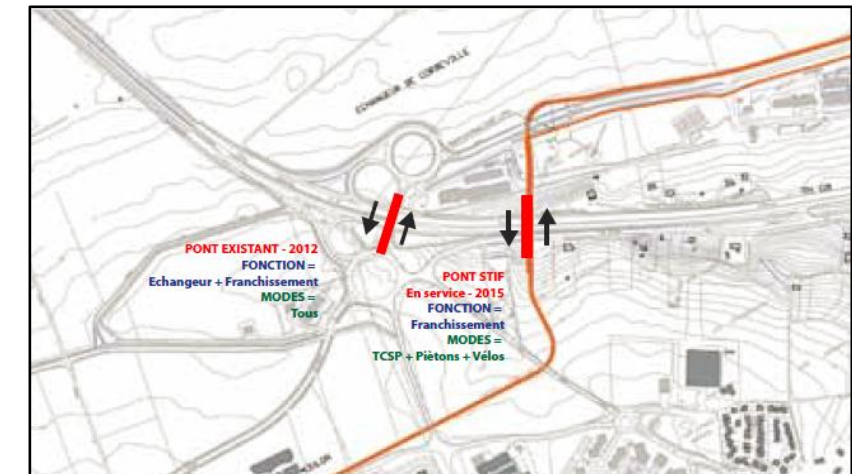 ECHANGEUR DE CORBEVILLE
PONT EXISTANT - 2012
FONCTION =
Echangeur + Franchissement
MODES =
Tous
PONT STIF
En service - 2015
FONCTION =
Franchissement
MODES =
TCSP + Piètons + Vélos